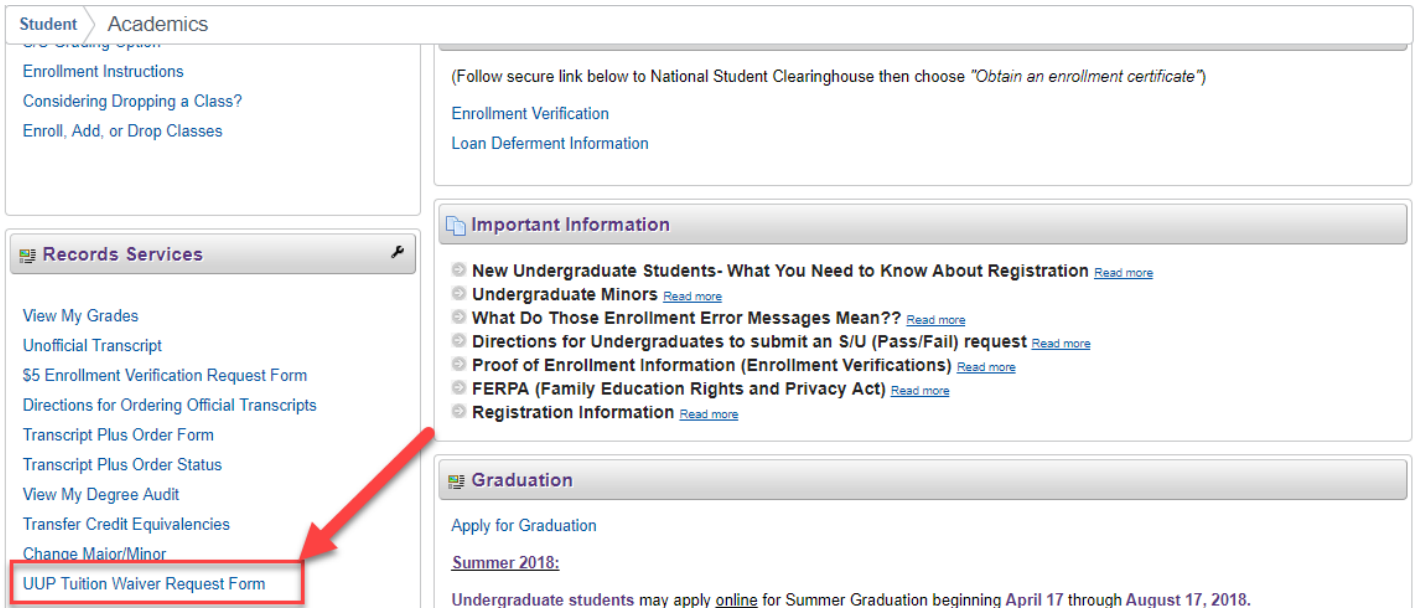 Student
Academics
S/U Grading Option
Enrollment Instructions
Considering Dropping a Class?
Enroll, Add, or Drop Classes
Records Services
View My Grades
Unofficial Transcript
$5 Enrollment Verification Request Form
Directions for Ordering Official Transcripts
Transcript Plus Order Form
Transcript Plus Order Status
View My Degree Audit
Transfer Credit Equivalencies
Change Major/Minor
UUP Tuition Waiver Request Form
(Follow secure link below to National Student Clearinghouse then choose "Obtain an enrollment certificate")
Enrollment Verification
Loan Deferment Information
Important Information
New Undergraduate Students- What You Need to Know About Registration Read more
Undergraduate Minors Read more
What Do Those Enrollment Error Messages Mean?? Read more
Directions for Undergraduates to submit an S/U (Pass/Fail) request Read more
Proof of Enrollment Information (Enrollment Verifications) Read more
FERPA (Family Education Rights and Privacy Act) Read more
Registration Information Read more
Graduation
Apply for Graduation
Summer 2018:
Undergraduate students may apply online for Summer Graduation beginning April 17 through August 17, 2018.